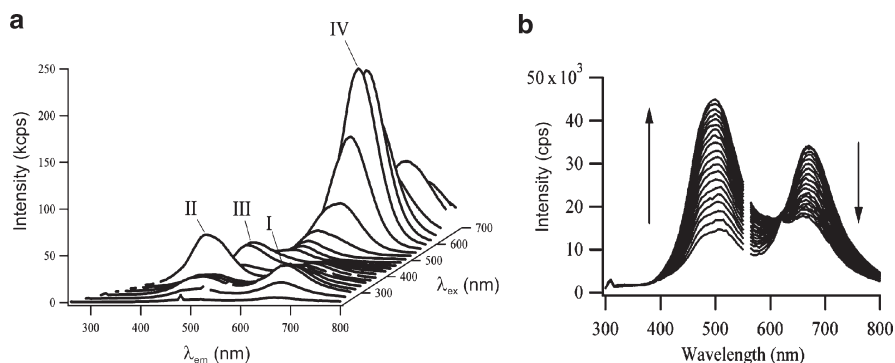 a
IV
250
200
150
100
50
0
Intensity (kcps)
II
III
I
300
400
500
600
700
800
λem (nm)
300
400
500
600
700
λex (nm)
b
50 x 10³
40
30
20
10
0
Intensity (cps)
300
400
500
600
700
800
Wavelength (nm)